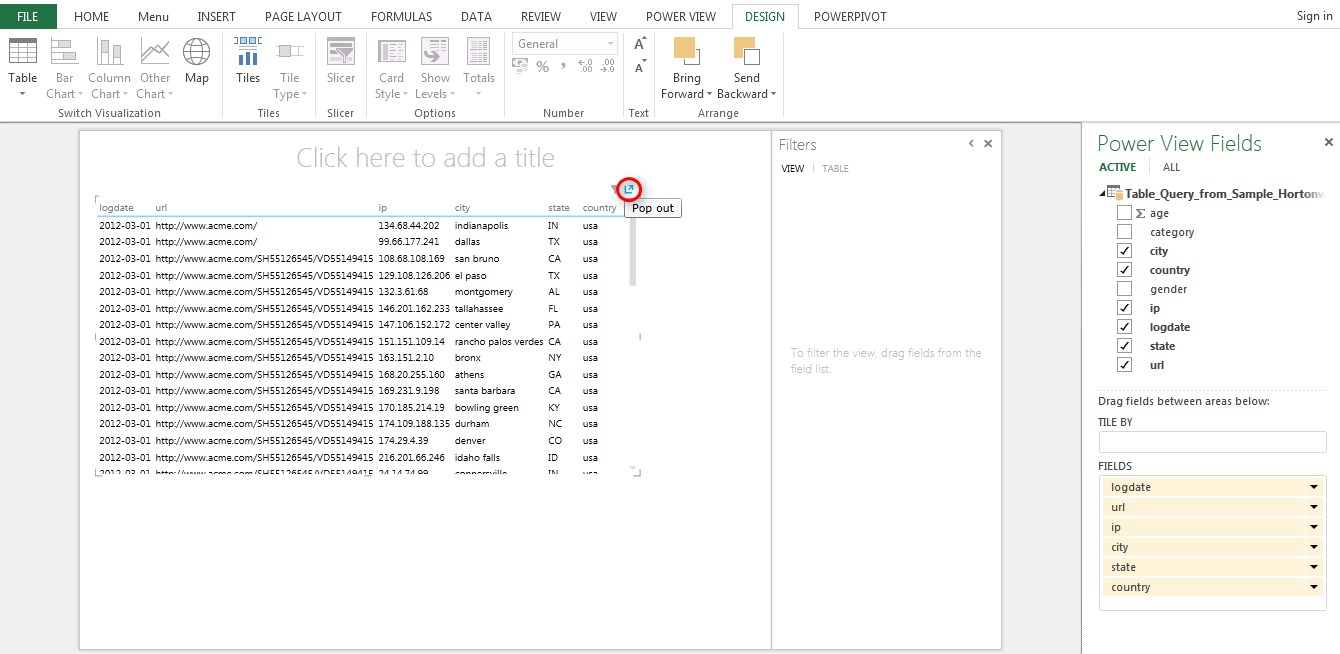 FILE HOME Menu INSERT PAGE LAYOUT FORMULAS DATA REVIEW VIEW POWER VIEW DESIGN POWERPIVOT Sign in
Table Bar Chart Column Chart Other Chart Map Tiles Tile Type Slicer Card Style Show Levels Totals General % , .00 .00 A A Bring Forward Send Backward
Switch Visualization Tiles Slicer Options Number Text Arrange
Click here to add a title
Pop out
logdate url ip city state country
2012-03-01 http://www.acme.com/ 134.68.44.202 indianapolis IN usa
2012-03-01 http://www.acme.com/ 99.66.177.241 dallas TX usa
2012-03-01 http://www.acme.com/SH55126545/VD55149415 108.68.108.169 san bruno CA usa
2012-03-01 http://www.acme.com/SH55126545/VD55149415 129.108.126.206 el paso TX usa
2012-03-01 http://www.acme.com/SH55126545/VD55149415 132.3.61.68 montgomery AL usa
2012-03-01 http://www.acme.com/SH55126545/VD55149415 146.201.162.233 tallahassee FL usa
2012-03-01 http://www.acme.com/SH55126545/VD55149415 147.106.152.172 center valley PA usa
2012-03-01 http://www.acme.com/SH55126545/VD55149415 151.151.109.14 rancho palos verdes CA usa
2012-03-01 http://www.acme.com/SH55126545/VD55149415 163.151.2.10 bronx NY usa
2012-03-01 http://www.acme.com/SH55126545/VD55149415 168.20.255.160 athens GA usa
2012-03-01 http://www.acme.com/SH55126545/VD55149415 169.231.9.198 santa barbara CA usa
2012-03-01 http://www.acme.com/SH55126545/VD55149415 170.185.214.19 bowling green KY usa
2012-03-01 http://www.acme.com/SH55126545/VD55149415 174.109.188.135 durham NC usa
2012-03-01 http://www.acme.com/SH55126545/VD55149415 174.29.4.39 denver CO usa
2012-03-01 http://www.acme.com/SH55126545/VD55149415 216.201.66.246 idaho falls ID usa
2012-03-01 http://www.acme.com/SH55126545/VD55149415 24.14.74.99 connersville IN usa
Filters
VIEW TABLE
To filter the view, drag fields from the
field list.
Power View Fields
ACTIVE ALL
Table_Query_from_Sample_Hortonw
Σ age
category
city
country
gender
ip
logdate
state
url
Drag fields between areas below:
TILE BY
FIELDS
logdate
url
ip
city
state
country